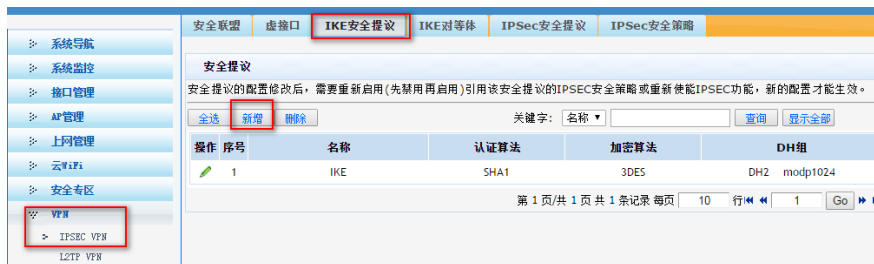 安全联盟 虚接口 IKE安全提议 IKE对等体 IPSec安全提议 IPSec安全策略
系统导航
系统监控
接口管理
AP管理
上网管理
云WiFi
安全专区
VPN
IPSEC VPN
L2TP VPN
安全提议
安全提议的配置修改后，需要重新启用(先禁用再启用)引用该安全提议的IPSEC安全策略或重新使能IPSEC功能，新的配置才能生效。
全选 新增 删除 关键字： 名称 查询 显示全部
操作 序号 名称 认证算法 加密算法 DH组
1 IKE SHA1 3DES DH2 modp1024
第 1 页/共 1 页 共 1 条记录 每页 10 行 1 Go